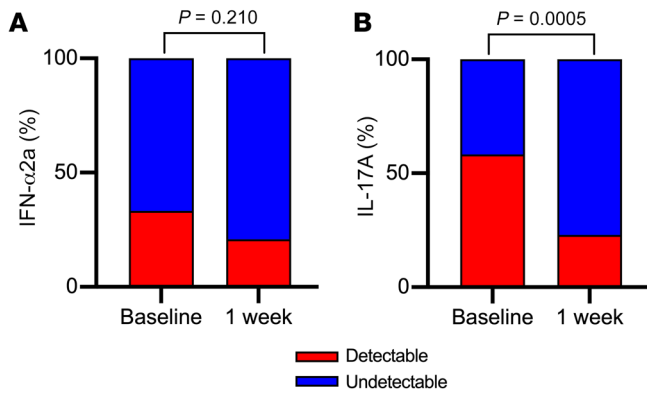 A
P = 0.210
IFN-α2a (%)
100
50
0
Baseline
1 week
B
P = 0.0005
IL-17A (%)
100
50
0
Baseline
1 week
Detectable
Undetectable